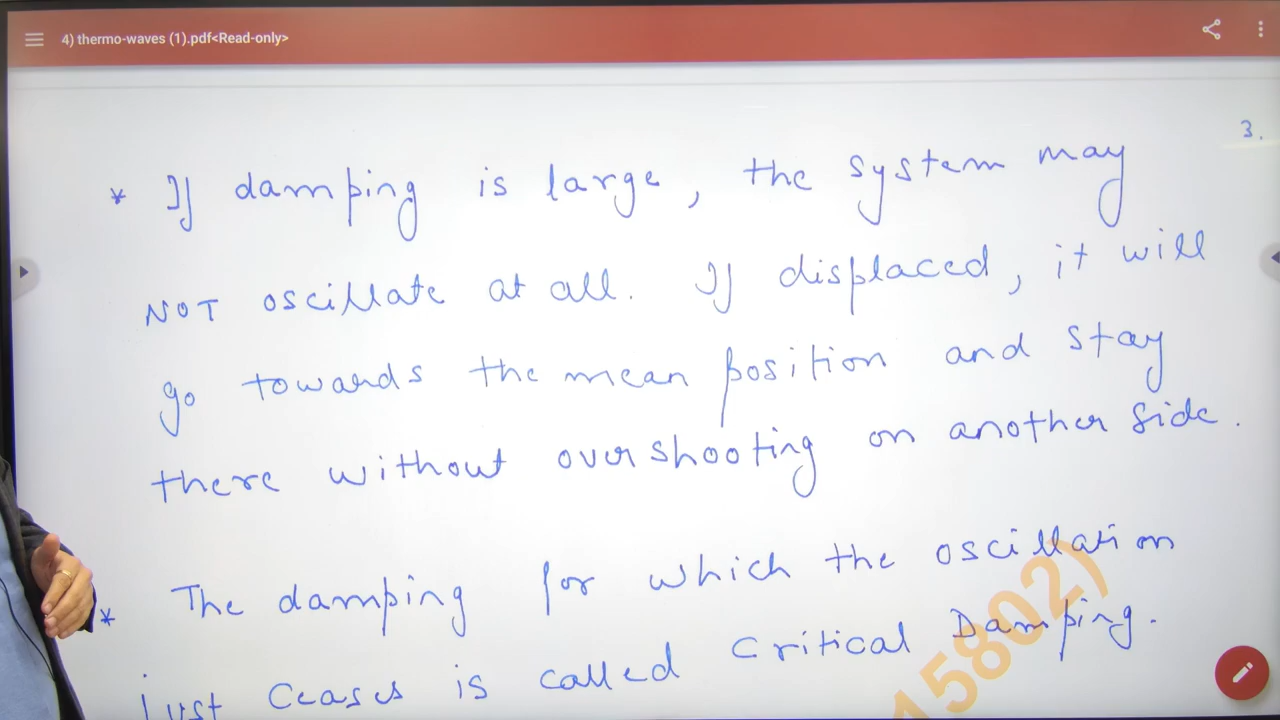 4) thermo-waves (1).pdf<Read-only>
3.
* If damping is large, the system may
NOT oscillate at all. If displaced, it will
go towards the mean position and stay
there without overshooting on another side.
* The damping for which the oscillation
just ceases is called critical Damping.
15802)